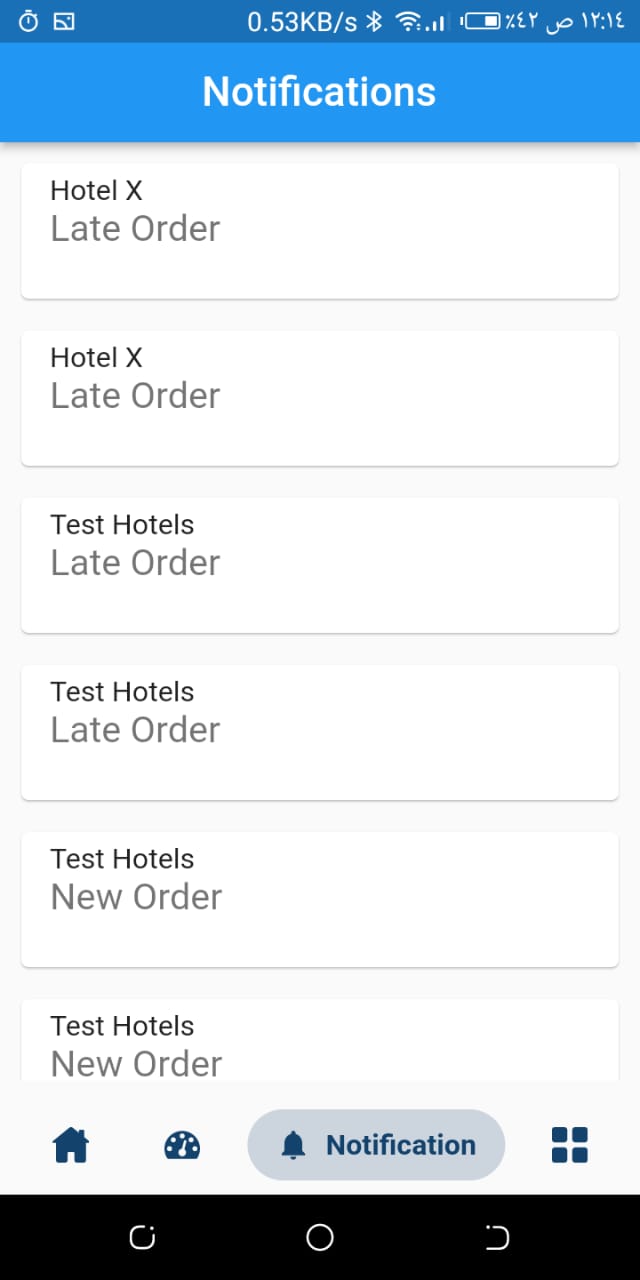 0.53KB/s ٪٤٢ ص ١٢:١٤
Notifications
Hotel X
Late Order
Hotel X
Late Order
Test Hotels
Late Order
Test Hotels
Late Order
Test Hotels
New Order
Test Hotels
New Order
Notification